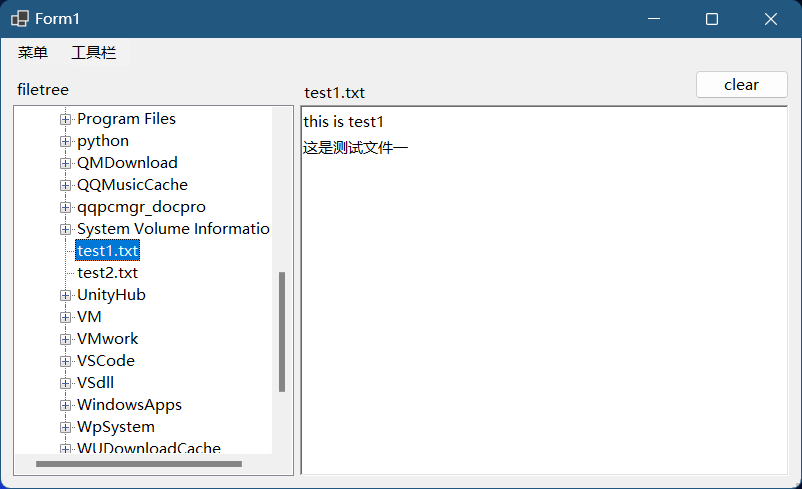 Form1
菜单 工具栏
filetree
test1.txt
clear
Program Files
python
QMDownload
QQMusicCache
qqpcmgr_docpro
System Volume Informatio
test1.txt
test2.txt
UnityHub
VM
VMwork
VSCode
VSdll
WindowsApps
WpSystem
WUDownloadCache
this is test1
这是测试文件一